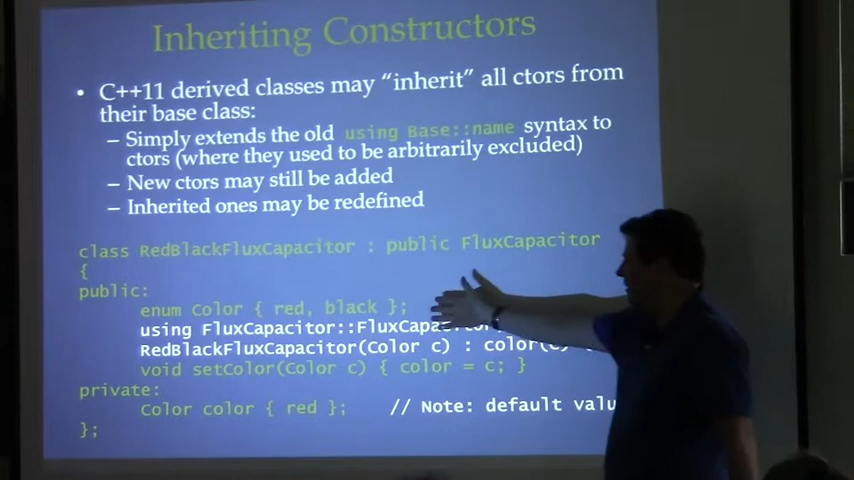 Inheriting Constructors
• C++11 derived classes may “inherit” all ctors from
their base class:
– Simply extends the old using Base::name syntax to
ctors (where they used to be arbitrarily excluded)
– New ctors may still be added
– Inherited ones may be redefined
class RedBlackFluxCapacitor : public FluxCapacitor
{
public:
enum Color { red, black };
using FluxCapacitor::FluxCapa
RedBlackFluxCapacitor(Color c) : color(c)
void setColor(Color c) { color = c; }
private:
Color color { red }; // Note: default valu
};